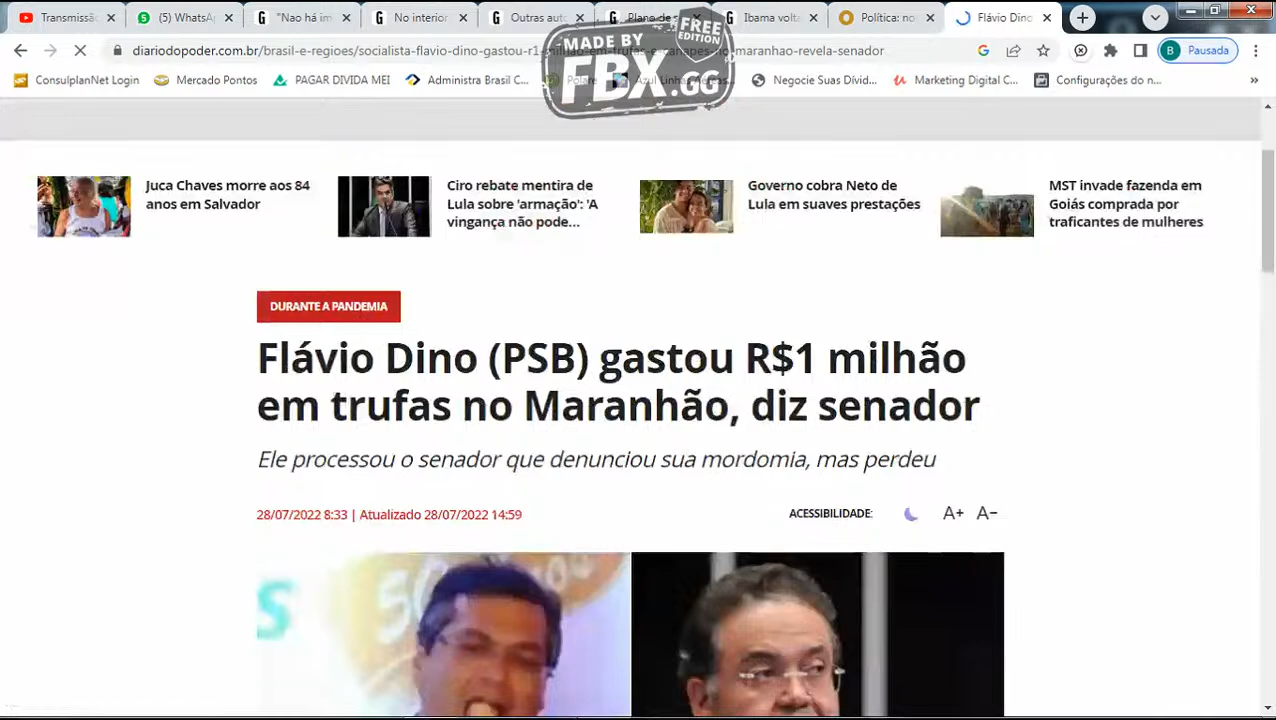 Transmissã
(5) WhatsA
"Nao há im
No interior
Outras aut
Plano de s
Ibama volta
Política: no
Flávio Dino
diariodopoder.com.br/brasil-e-regioes/socialista-flavio-dino-gastou-r1-milhao-em-trufas-e-canapes-no-maranhao-revela-senador
B Pausada
ConsulplanNet Login
Mercado Pontos
PAGAR DIVIDA MEI
Administra Brasil C...
Azul Linhas Aéreas...
Negocie Suas Dívid...
Marketing Digital C...
Configurações do n...
»
MADE BY
FREE EDITION
FBX.GG
Juca Chaves morre aos 84
anos em Salvador
Ciro rebate mentira de
Lula sobre 'armação': 'A
vingança não pode...
Governo cobra Neto de
Lula em suaves prestações
MST invade fazenda em
Goiás comprada por
traficantes de mulheres
DURANTE A PANDEMIA
Flávio Dino (PSB) gastou R$1 milhão
em trufas no Maranhão, diz senador
Ele processou o senador que denunciou sua mordomia, mas perdeu
28/07/2022 8:33 | Atualizado 28/07/2022 14:59
ACESSIBILIDADE:
A+ A−